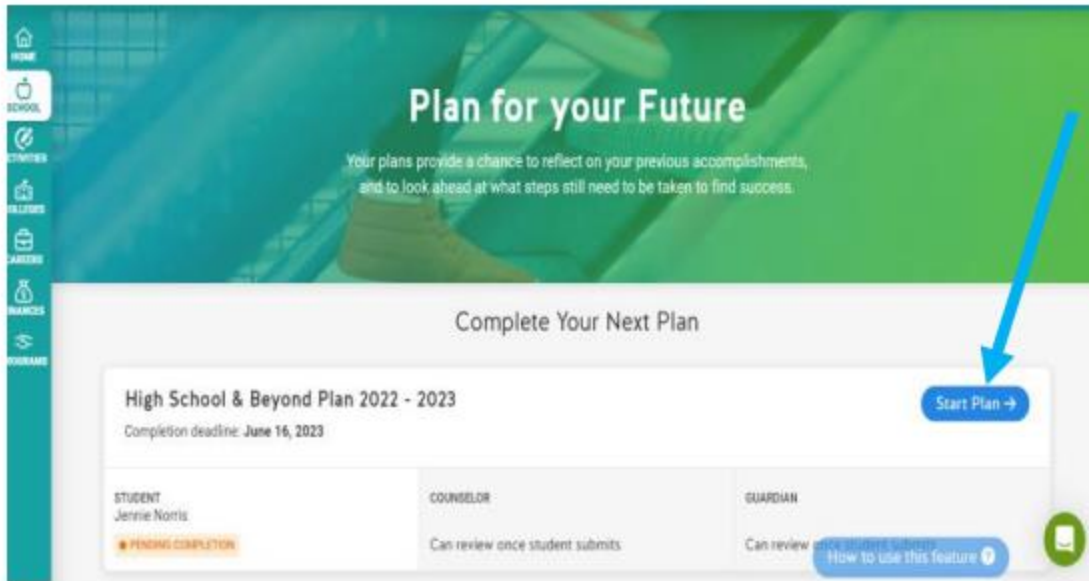 HOME
SCHOOL
Plan for your Future
Your plans provide a chance to reflect on your previous accomplishments,
and to look ahead at what steps still need to be taken to find success.
Complete Your Next Plan
High School & Beyond Plan 2022 - 2023
Start Plan →
Completion deadline: June 16, 2023
STUDENT
Jennie Norris
PENDING COMPLETION
COUNSELOR
Can review once student submits
GUARDIAN
Can review once student submits
How to use this feature ?